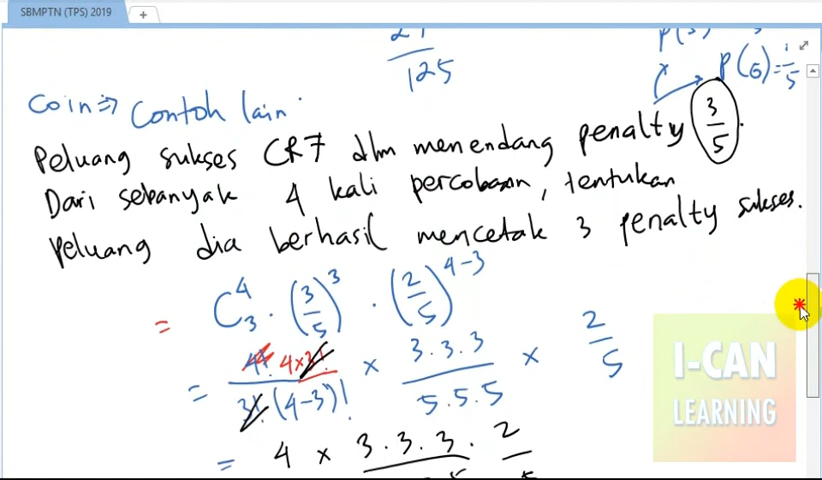 SBMPTN (TPS) 2019
125
P(6) = 1/5
Coin => Contoh lain :
Peluang sukses CR7 dlm menendang penalty 3/5.
Dari sebanyak 4 kali percobaan, tentukan
Peluang dia berhasil mencetak 3 penalty sukses.
= C₃⁴ · (3/5)³ · (2/5)⁴⁻³
= 4! 4×3! / 3! (4-3)! × 3.3.3 / 5.5.5 × 2/5
= 4 × 3.3.3.2
I-CAN
LEARNING